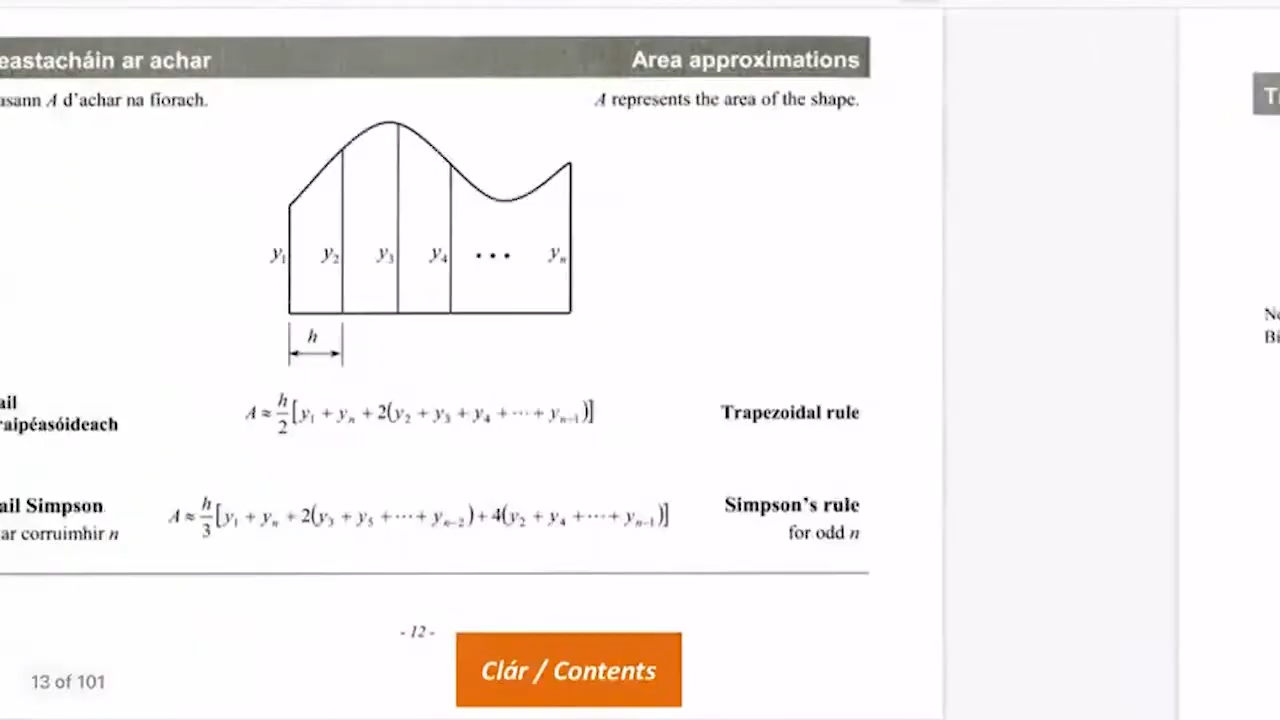 eastacháin ar achar Area approximations
asann A d'achar na fíorach. A represents the area of the shape.
y₁ y₂ y₃ y₄ • • • yₙ
h
ail
raipéasóideach A ≈ h/2 [y₁ + yₙ + 2(y₂ + y₃ + y₄ + ⋯ + yₙ₋₁)] Trapezoidal rule
ail Simpson A ≈ h/3 [y₁ + yₙ + 2(y₃ + y₅ + ⋯ + yₙ₋₂) + 4(y₂ + y₄ + ⋯ + yₙ₋₁)] Simpson's rule
ar corruimhir n for odd n
- 12 -
Clár / Contents
13 of 101
T
No
Bí